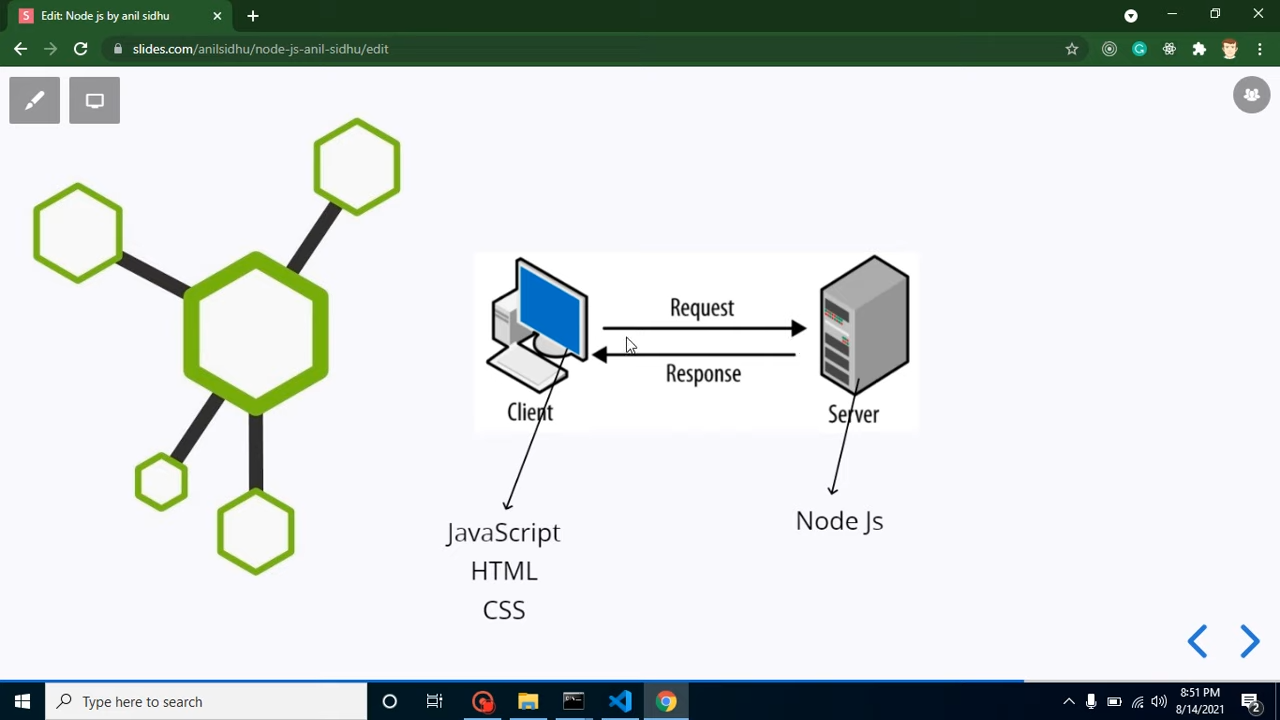 Edit: Node js by anil sidhu
slides.com/anilsidhu/node-js-anil-sidhu/edit
Request
Response
Client
Server
JavaScript
HTML
CSS
Node Js
Type here to search
8:51 PM
8/14/2021
2